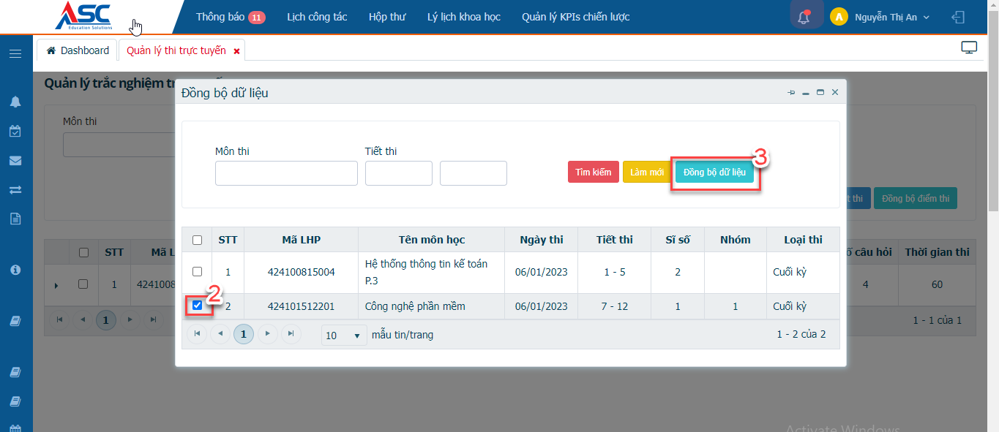 ASC
Education Solutions
Thông báo 11 Lịch công tác Hộp thư Lý lịch khoa học Quản lý KPIs chiến lược
A Nguyễn Thị An
Dashboard Quản lý thi trực tuyến
Quản lý trắc nghiệm
Môn thi
Đồng bộ dữ liệu
Môn thi Tiết thi
Tìm kiếm Làm mới Đồng bộ dữ liệu 3
t thi Đồng bộ điểm thi
STT Mã LHP Tên môn học Ngày thi Tiết thi Sĩ số Nhóm Loại thi
1 424100815004 Hệ thống thông tin kế toán P.3 06/01/2023 1 - 5 2 Cuối kỳ
2
2 424101512201 Công nghệ phần mềm 06/01/2023 7 - 12 1 1 Cuối kỳ
1 10 mẫu tin/trang 1 - 2 của 2
STT Mã L câu hỏi Thời gian thi
1 4241008 4 60
1 1 - 1 của 1
Activate Windows